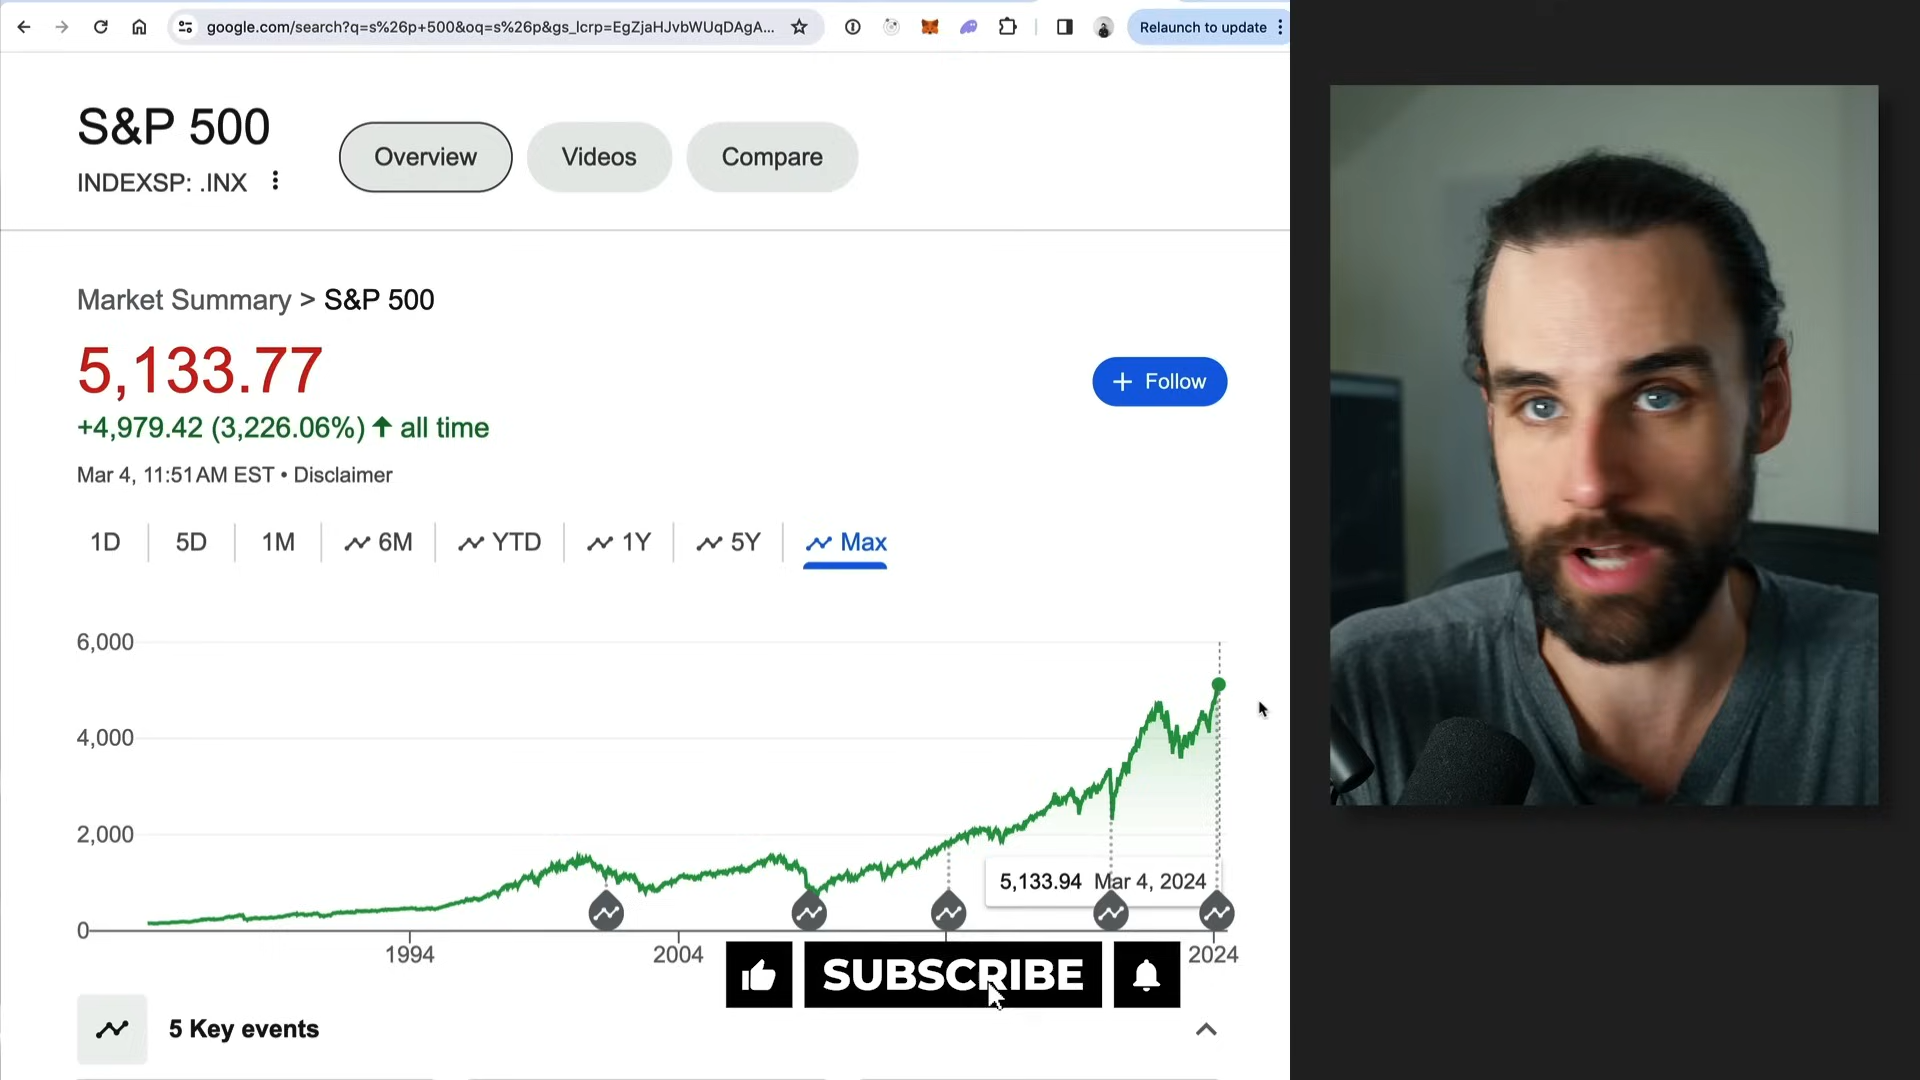 google.com/search?q=s%26p+500&oq=s%26p&gs_lcrp=EgZjaHJvbWUqDAgA...
Relaunch to update
S&P 500
INDEXSP: .INX
Overview
Videos
Compare
Market Summary > S&P 500
5,133.77
+ Follow
+4,979.42 (3,226.06%) ↑ all time
Mar 4, 11:51 AM EST • Disclaimer
1D
5D
1M
6M
YTD
1Y
5Y
Max
6,000
4,000
2,000
5,133.94 Mar 4, 2024
0
1994
2004
2024
SUBSCRIBE
5 Key events